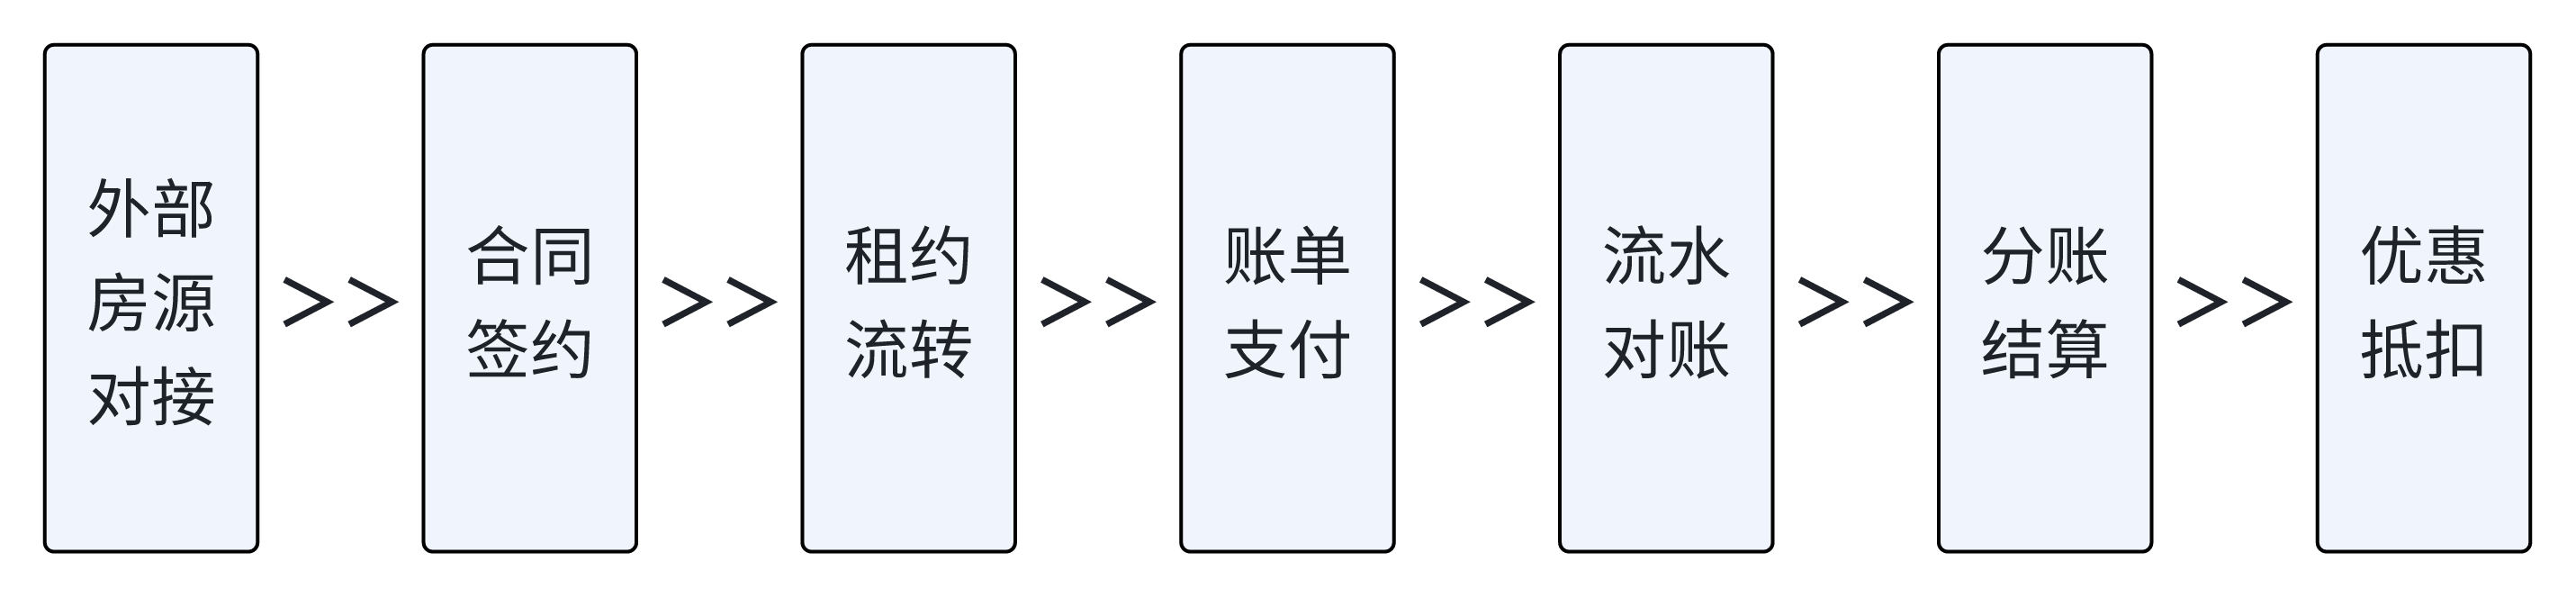 外部
房源
对接
>>
合同
签约
>>
租约
流转
>>
账单
支付
>>
流水
对账
>>
分账
结算
>>
优惠
抵扣